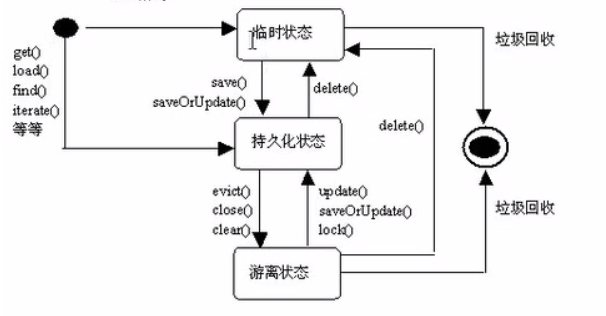 临时状态
垃圾回收
get()
load()
find()
iterate()
等等
save()
saveOrUpdate()
delete()
delete()
持久化状态
evict()
close()
clear()
update()
saveOrUpdate()
lock()
垃圾回收
游离状态